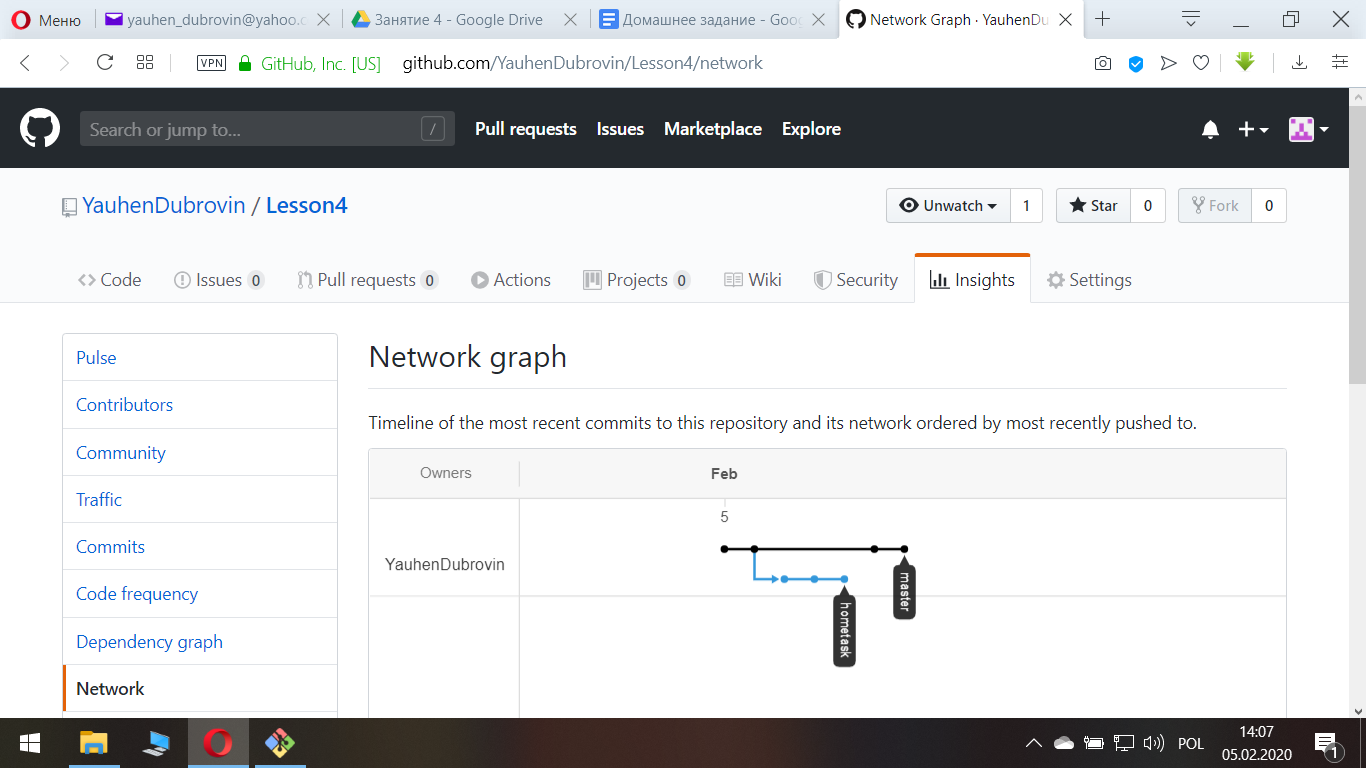 Меню yauhen_dubrovin@yahoo.c Занятие 4 - Google Drive Домашнее задание - Goog Network Graph · YauhenDu
VPN GitHub, Inc. [US] github.com/YauhenDubrovin/Lesson4/network
Search or jump to... / Pull requests Issues Marketplace Explore
YauhenDubrovin / Lesson4 Unwatch 1 Star 0 Fork 0
Code Issues 0 Pull requests 0 Actions Projects 0 Wiki Security Insights Settings
Pulse
Contributors
Community
Traffic
Commits
Code frequency
Dependency graph
Network
Network graph
Timeline of the most recent commits to this repository and its network ordered by most recently pushed to.
Owners Feb
5
YauhenDubrovin
master
hometask
POL 14:07
05.02.2020
1